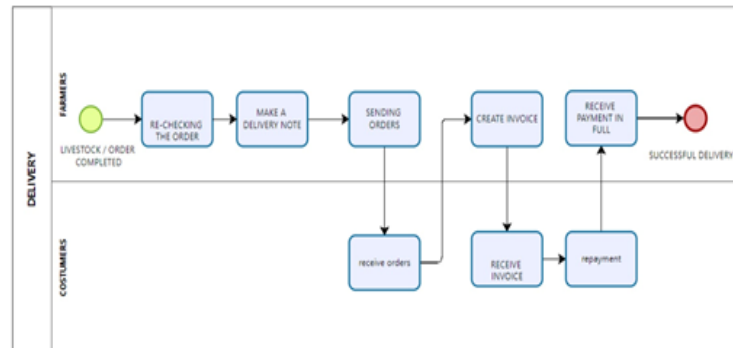 DELIVERY
FARMERS
LIVESTOCK / ORDER
COMPLETED
RE-CHECKING
THE ORDER
MAKE A
DELIVERY NOTE
SENDING
ORDERS
CREATE INVOICE
RECEIVE
PAYMENT IN
FULL
SUCCESSFUL DELIVERY
COSTUMERS
receive orders
RECEIVE
INVOICE
repayment